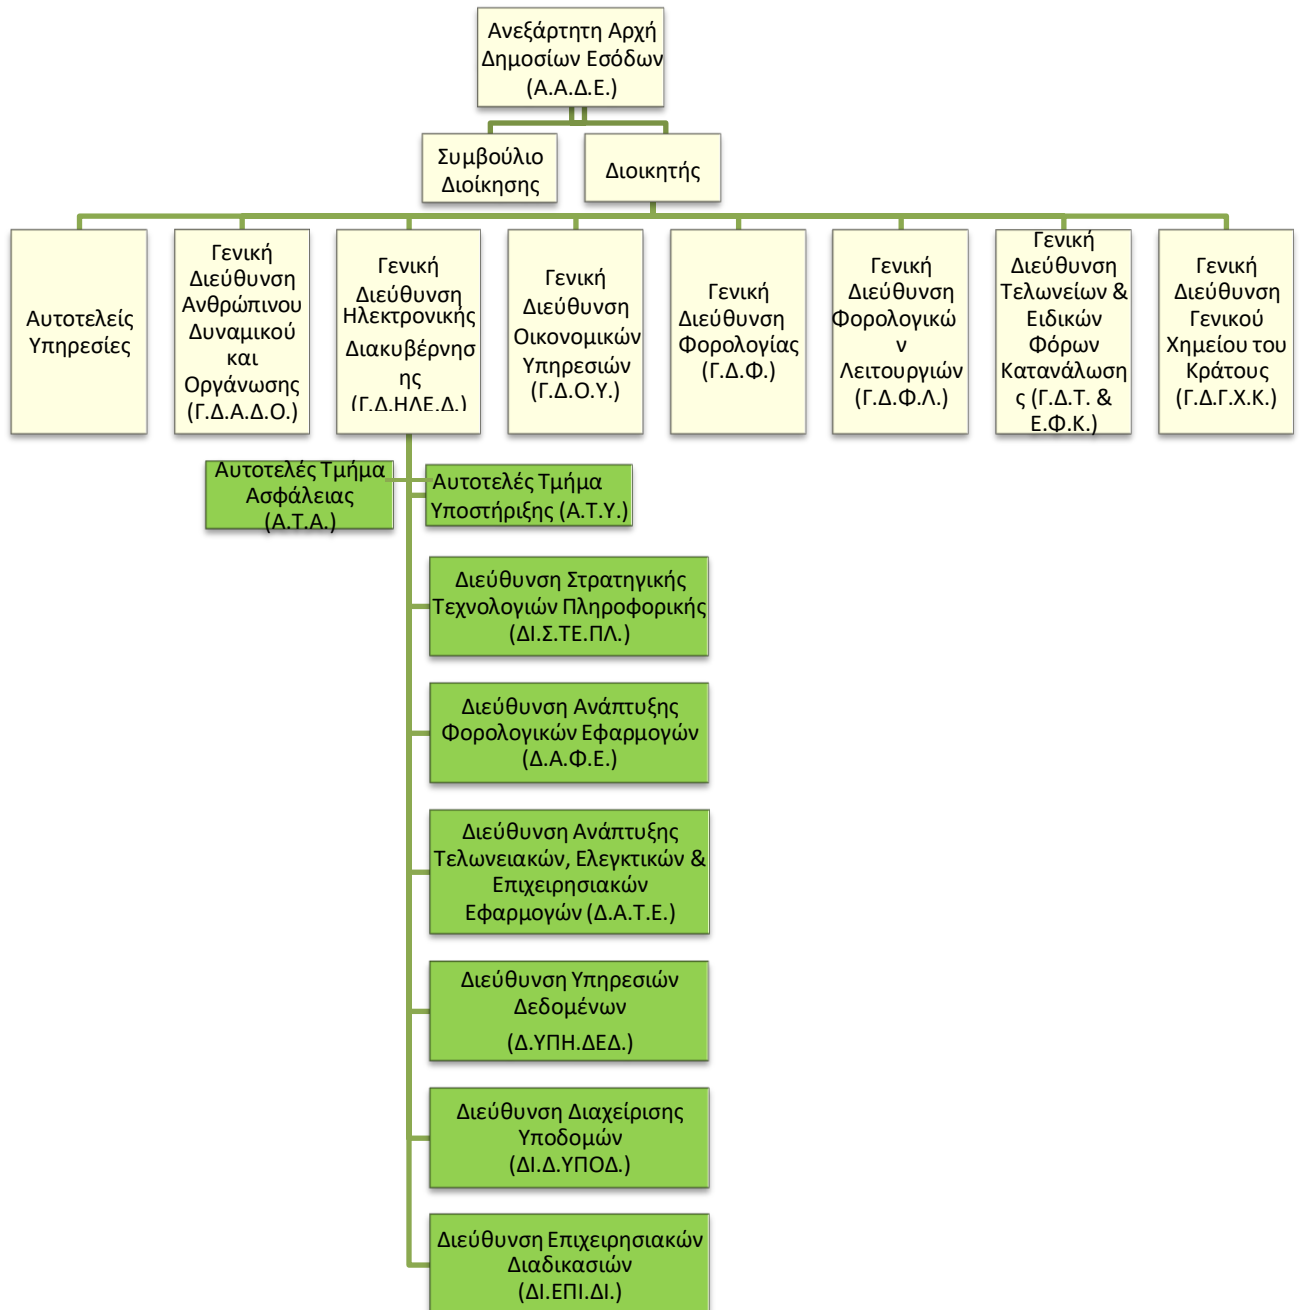 Ανεξάρτητη Αρχή
Δημοσίων Εσόδων
(Α.Α.Δ.Ε.)
Συμβούλιο
Διοίκησης
Διοικητής
Αυτοτελείς
Υπηρεσίες
Γενική
Διεύθυνση
Ανθρώπινου
Δυναμικού
και
Οργάνωσης
(Γ.Δ.Α.Δ.Ο.)
Γενική
Διεύθυνση
Ηλεκτρονικής
Διακυβέρνησ
ης
(Γ.Δ.ΗΛΕ.Δ.)
Γενική
Διεύθυνση
Οικονομικών
Υπηρεσιών
(Γ.Δ.Ο.Υ.)
Γενική
Διεύθυνση
Φορολογίας
(Γ.Δ.Φ.)
Γενική
Διεύθυνση
Φορολογικώ
ν
Λειτουργιών
(Γ.Δ.Φ.Λ.)
Γενική
Διεύθυνση
Τελωνείων &
Ειδικών
Φόρων
Κατανάλωση
ς (Γ.Δ.Τ. &
Ε.Φ.Κ.)
Γενική
Διεύθυνση
Γενικού
Χημείου του
Κράτους
(Γ.Δ.Γ.Χ.Κ.)
Αυτοτελές Τμήμα
Ασφάλειας
(Α.Τ.Α.)
Αυτοτελές Τμήμα
Υποστήριξης (Α.Τ.Υ.)
Διεύθυνση Στρατηγικής
Τεχνολογιών Πληροφορικής
(ΔΙ.Σ.ΤΕ.ΠΛ.)
Διεύθυνση Ανάπτυξης
Φορολογικών Εφαρμογών
(Δ.Α.Φ.Ε.)
Διεύθυνση Ανάπτυξης
Τελωνειακών, Ελεγκτικών &
Επιχειρησιακών
Εφαρμογών (Δ.Α.Τ.Ε.)
Διεύθυνση Υπηρεσιών
Δεδομένων
(Δ.ΥΠΗ.ΔΕΔ.)
Διεύθυνση Διαχείρισης
Υποδομών
(ΔΙ.Δ.ΥΠΟΔ.)
Διεύθυνση Επιχειρησιακών
Διαδικασιών
(ΔΙ.ΕΠΙ.ΔΙ.)